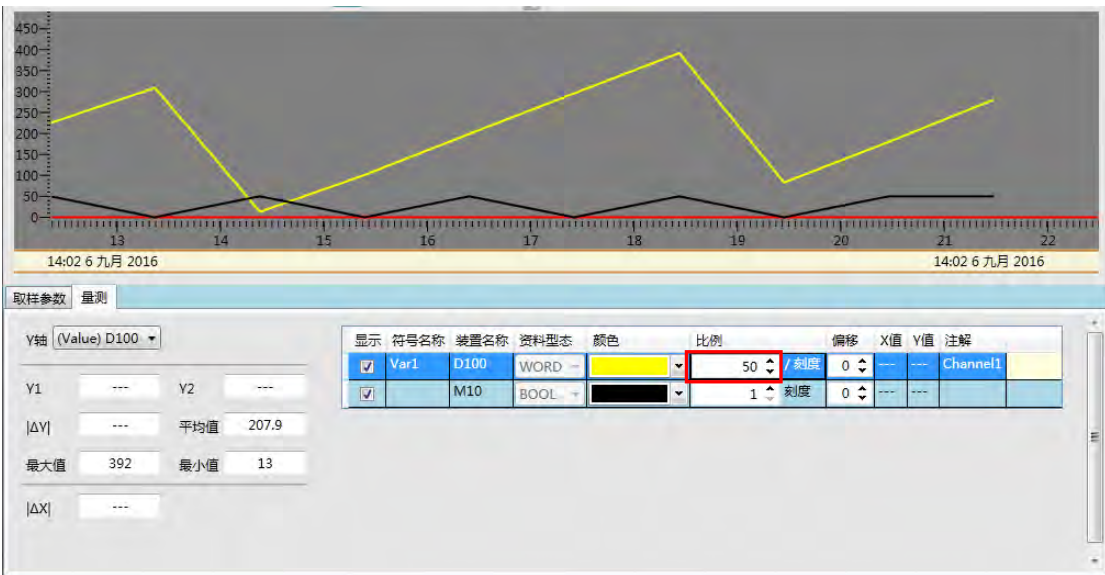 450
400
350
300
250
200
150
100
50
0
13 14 15 16 17 18 19 20 21 22
14:02 6 九月 2016 14:02 6 九月 2016
取样参数 量测
Y轴 (Value) D100
显示 符号名称 装置名称 资料型态 颜色 比例 偏移 X值 Y值 注解
Var1 D100 WORD 50 / 刻度 0 --- --- Channel1
M10 BOOL 1 刻度 0 --- ---
Y1 --- Y2 ---
|ΔY| --- 平均值 207.9
最大值 392 最小值 13
|ΔX| ---